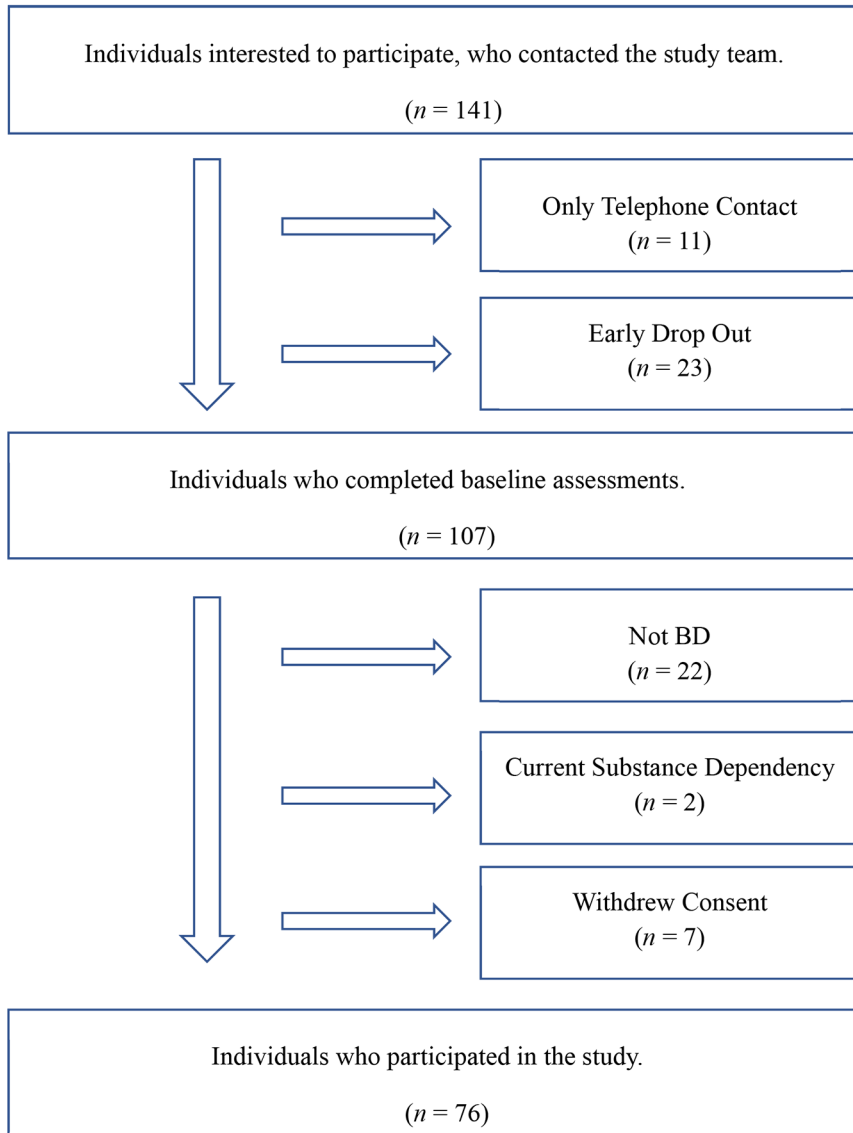 Individuals interested to participate, who contacted the study team.
(n = 141)
Only Telephone Contact
(n = 11)
Early Drop Out
(n = 23)
Individuals who completed baseline assessments.
(n = 107)
Not BD
(n = 22)
Current Substance Dependency
(n = 2)
Withdrew Consent
(n = 7)
Individuals who participated in the study.
(n = 76)